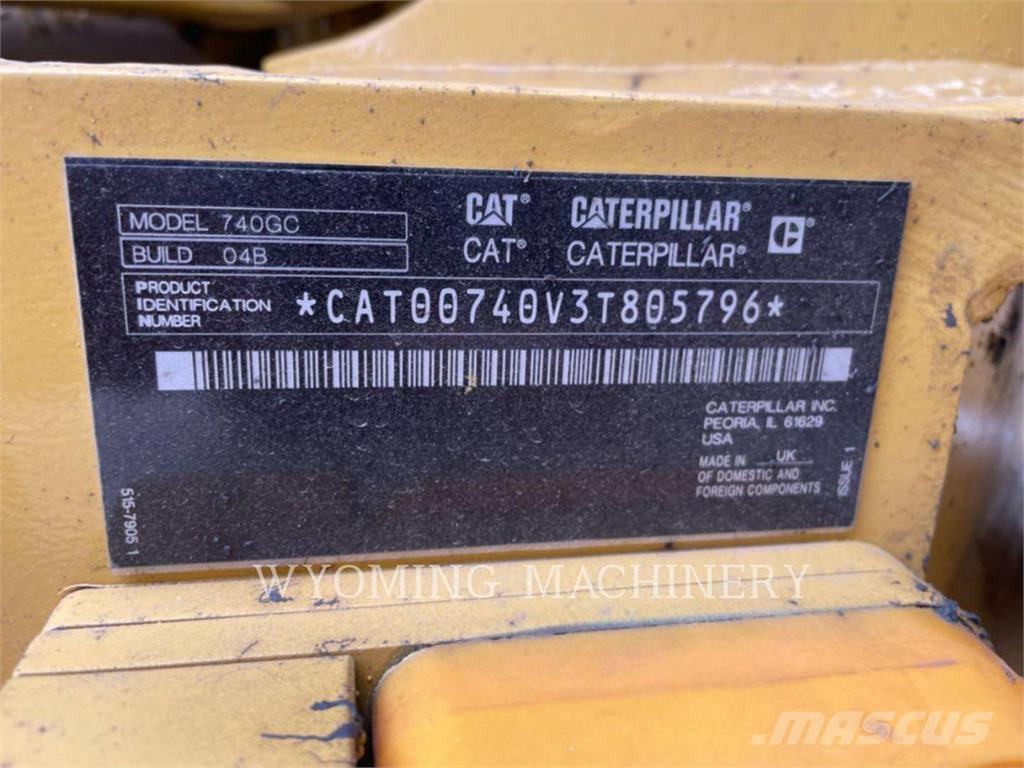 MODEL 740GC
BUILD 04B
CAT® CATERPILLAR®
CAT® CATERPILLAR®
PRODUCT
IDENTIFICATION
NUMBER
*CAT00740V3T805796*
CATERPILLAR INC.
PEORIA, IL 61629
USA
MADE IN UK
OF DOMESTIC AND
FOREIGN COMPONENTS
ISSUE 1
515-7905 1
WYOMING MACHINERY
MASCUS